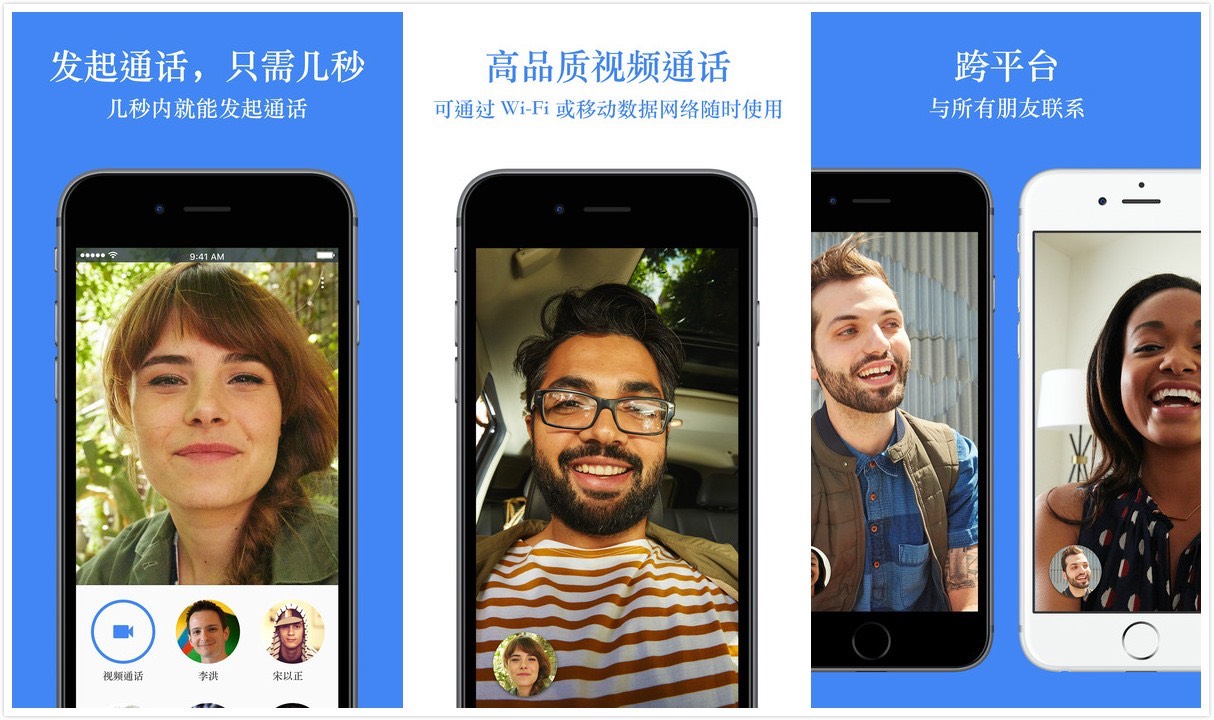 发起通话，只需几秒
几秒内就能发起通话
9:41 AM
视频通话
李洪
宋以正
高品质视频通话
可通过 Wi-Fi 或移动数据网络随时使用
跨平台
与所有朋友联系